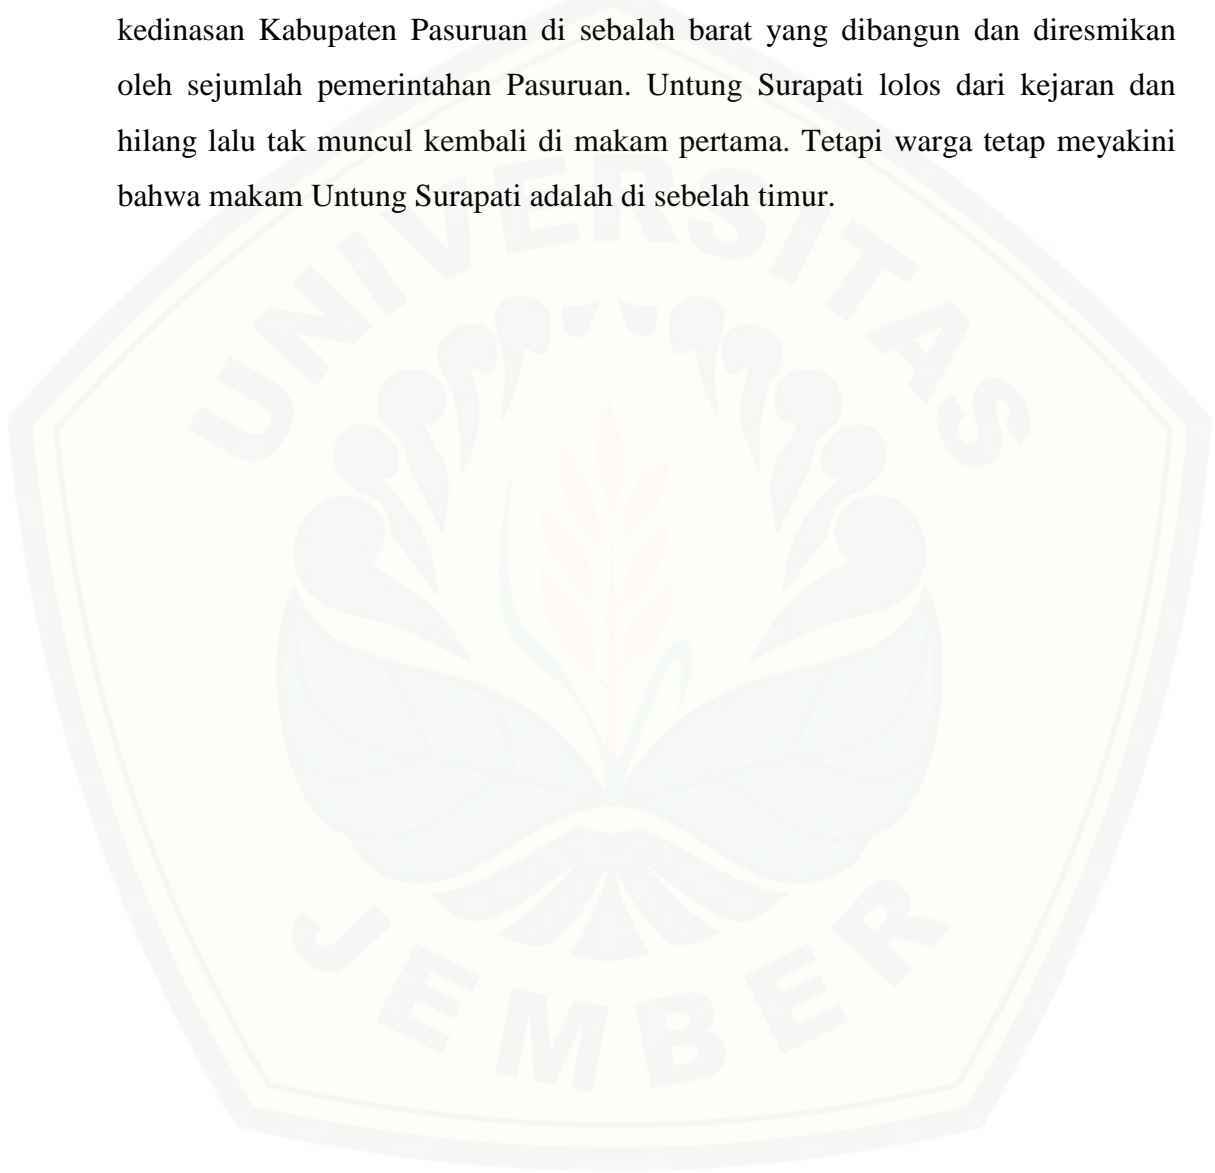 kedinasan Kabupaten Pasuruan di sebalah barat yang dibangun dan diresmikan
oleh sejumlah pemerintahan Pasuruan. Untung Surapati lolos dari kejaran dan
hilang lalu tak muncul kembali di makam pertama. Tetapi warga tetap meyakini
bahwa makam Untung Surapati adalah di sebelah timur.
UNIVERSITAS
JEMBER